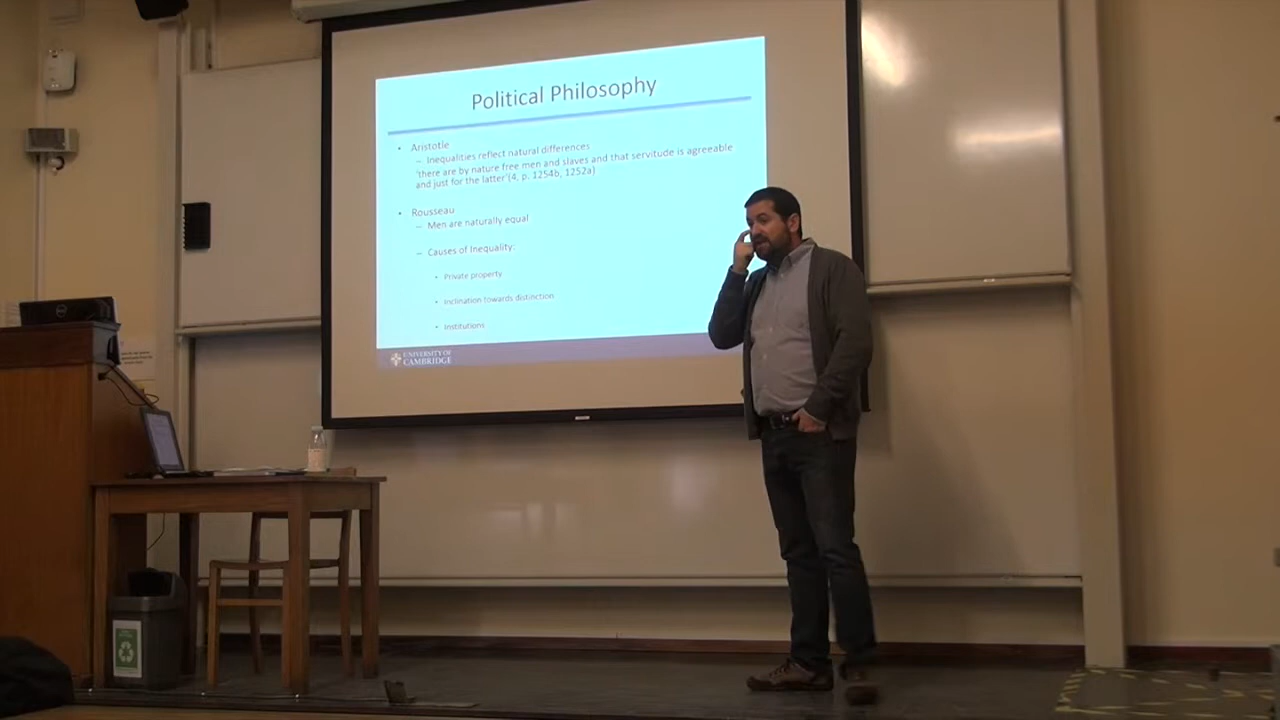 Political Philosophy
• Aristotle
– Inequalities reflect natural differences
'there are by nature free men and slaves and that servitude is agreeable
and just for the latter'(4, p. 1254b, 1252a)
• Rousseau
– Men are naturally equal
– Causes of Inequality:
• Private property
• Inclination towards distinction
• Institutions
UNIVERSITY OF
CAMBRIDGE
DELL